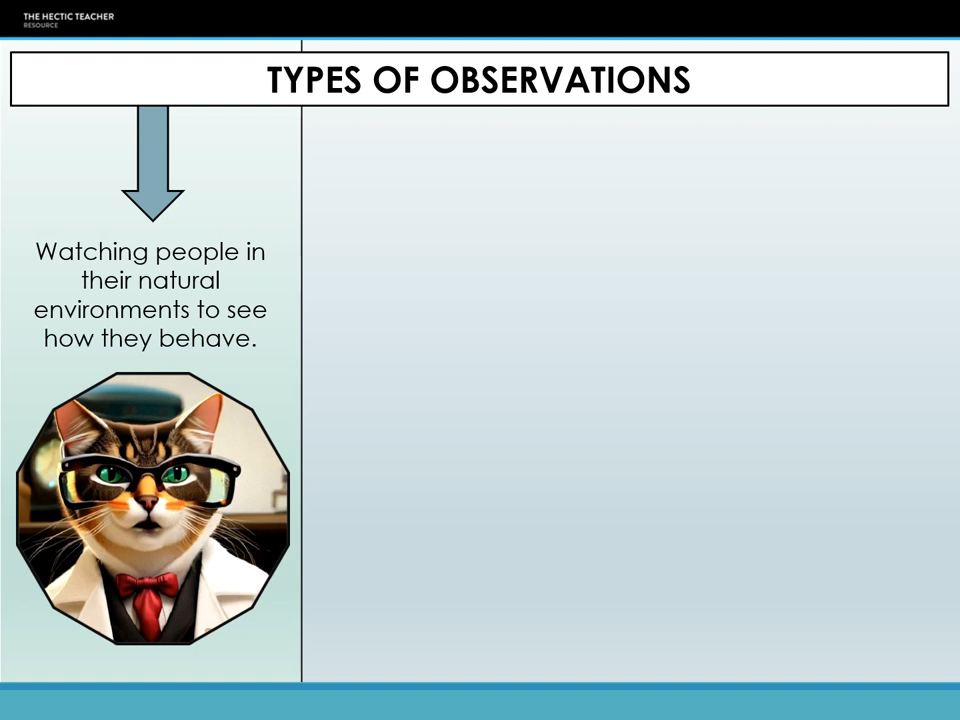 THE HECTIC TEACHER
RESOURCE
TYPES OF OBSERVATIONS
Watching people in
their natural
environments to see
how they behave.